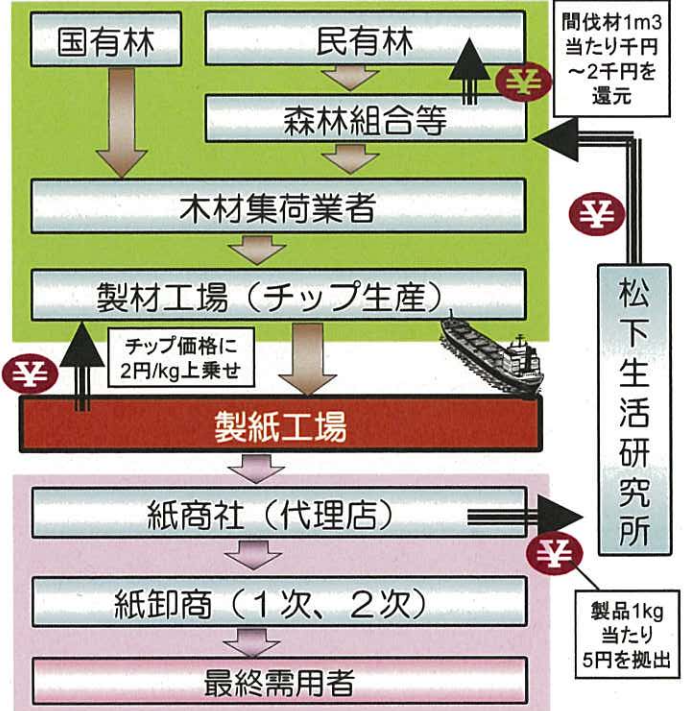 国有林
民有林
間伐材1m3
当たり千円
～2千円を
還元
¥
森林組合等
木材集荷業者
¥
製材工場（チップ生産）
チップ価格に
2円/kg上乗せ
¥
松下生活研究所
製紙工場
紙商社（代理店）
¥
紙卸商（１次、２次）
製品1kg
当たり
5円を拠出
最終需用者